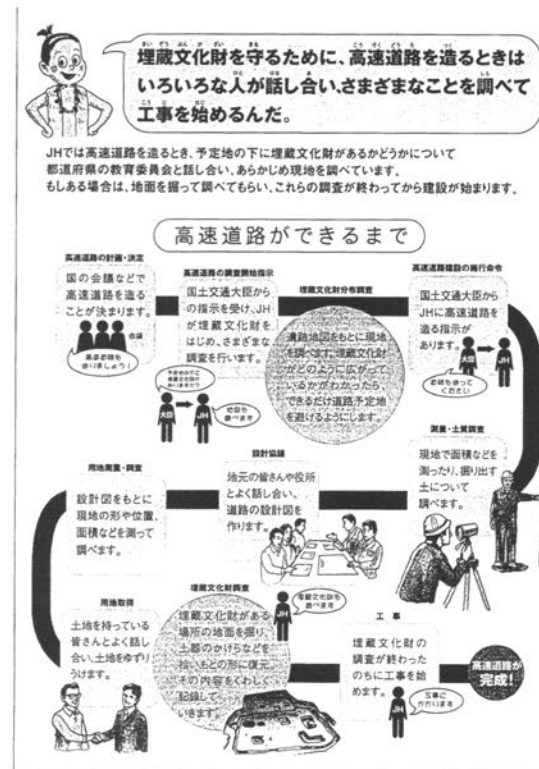 埋蔵文化財を守るために、高速道路を造るときは
いろいろな人が話し合い、さまざまなことを調べて
工事を始めるんだ。
JHでは高速道路を造るとき、予定地の下に埋蔵文化財があるかどうかについて
都道府県の教育委員会と話し合い、あらかじめ現地を調べています。
もしある場合は、地面を掘って調べてもらい、これらの調査が終わってから建設が始まります。
高速道路ができるまで
高速道路の計画・決定
国の会議などで
高速道路を造る
ことが決まります。
会議
高速道路の調査開始指示
国土交通大臣から
の指示を受け、JH
が埋蔵文化財を
はじめ、さまざまな
調査を行います。
大臣
JH
埋蔵文化財分布調査
遺跡地図をもとに現地
を調べます。埋蔵文化財
がどのように広がって
いるかがわかったら、
できるだけ道路予定地
を避けるようにします。
高速道路建設の施行命令
国土交通大臣から
JHに高速道路を
造る指示が
あります。
大臣
JH
測量・土質調査
現地で面積などを
測ったり、掘り出す
土について
調べます。
設計協議
地元の皆さんや役所
とよく話し合い、
道路の設計図を
作ります。
用地測量・調査
設計図をもとに
現地の形や位置、
面積などを測って
調べます。
用地取得
土地を持っている
皆さんとよく話し
合い、土地をゆずり
うけます。
埋蔵文化財調査
埋蔵文化財がある
場所の地面を掘り、
土器のかけらなどを
拾い、もとの形に復元。
その内容をくわしく
記録して
いきます。
埋蔵文化財も
調べます
JH
工事
埋蔵文化財の
調査が終わった
のちに工事を始
めます。
工事に
かかります
JH
高速道路が
完成!